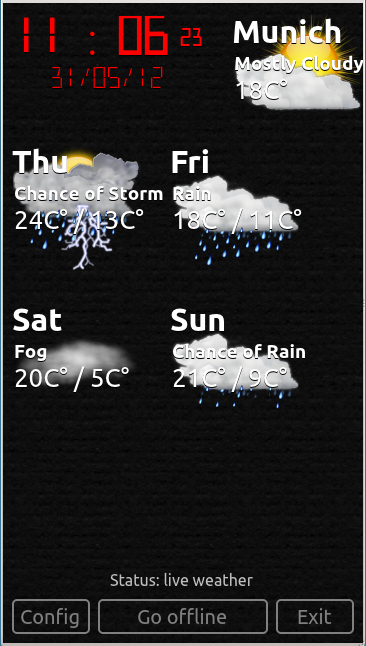 11 : 06 23
31/05/12
Munich
Mostly Cloudy
18C°
Thu
Chance of Storm
24C° / 13C°
Fri
Rain
18C° / 11C°
Sat
Fog
20C° / 5C°
Sun
Chance of Rain
21C° / 9C°
Status: live weather
Config
Go offline
Exit